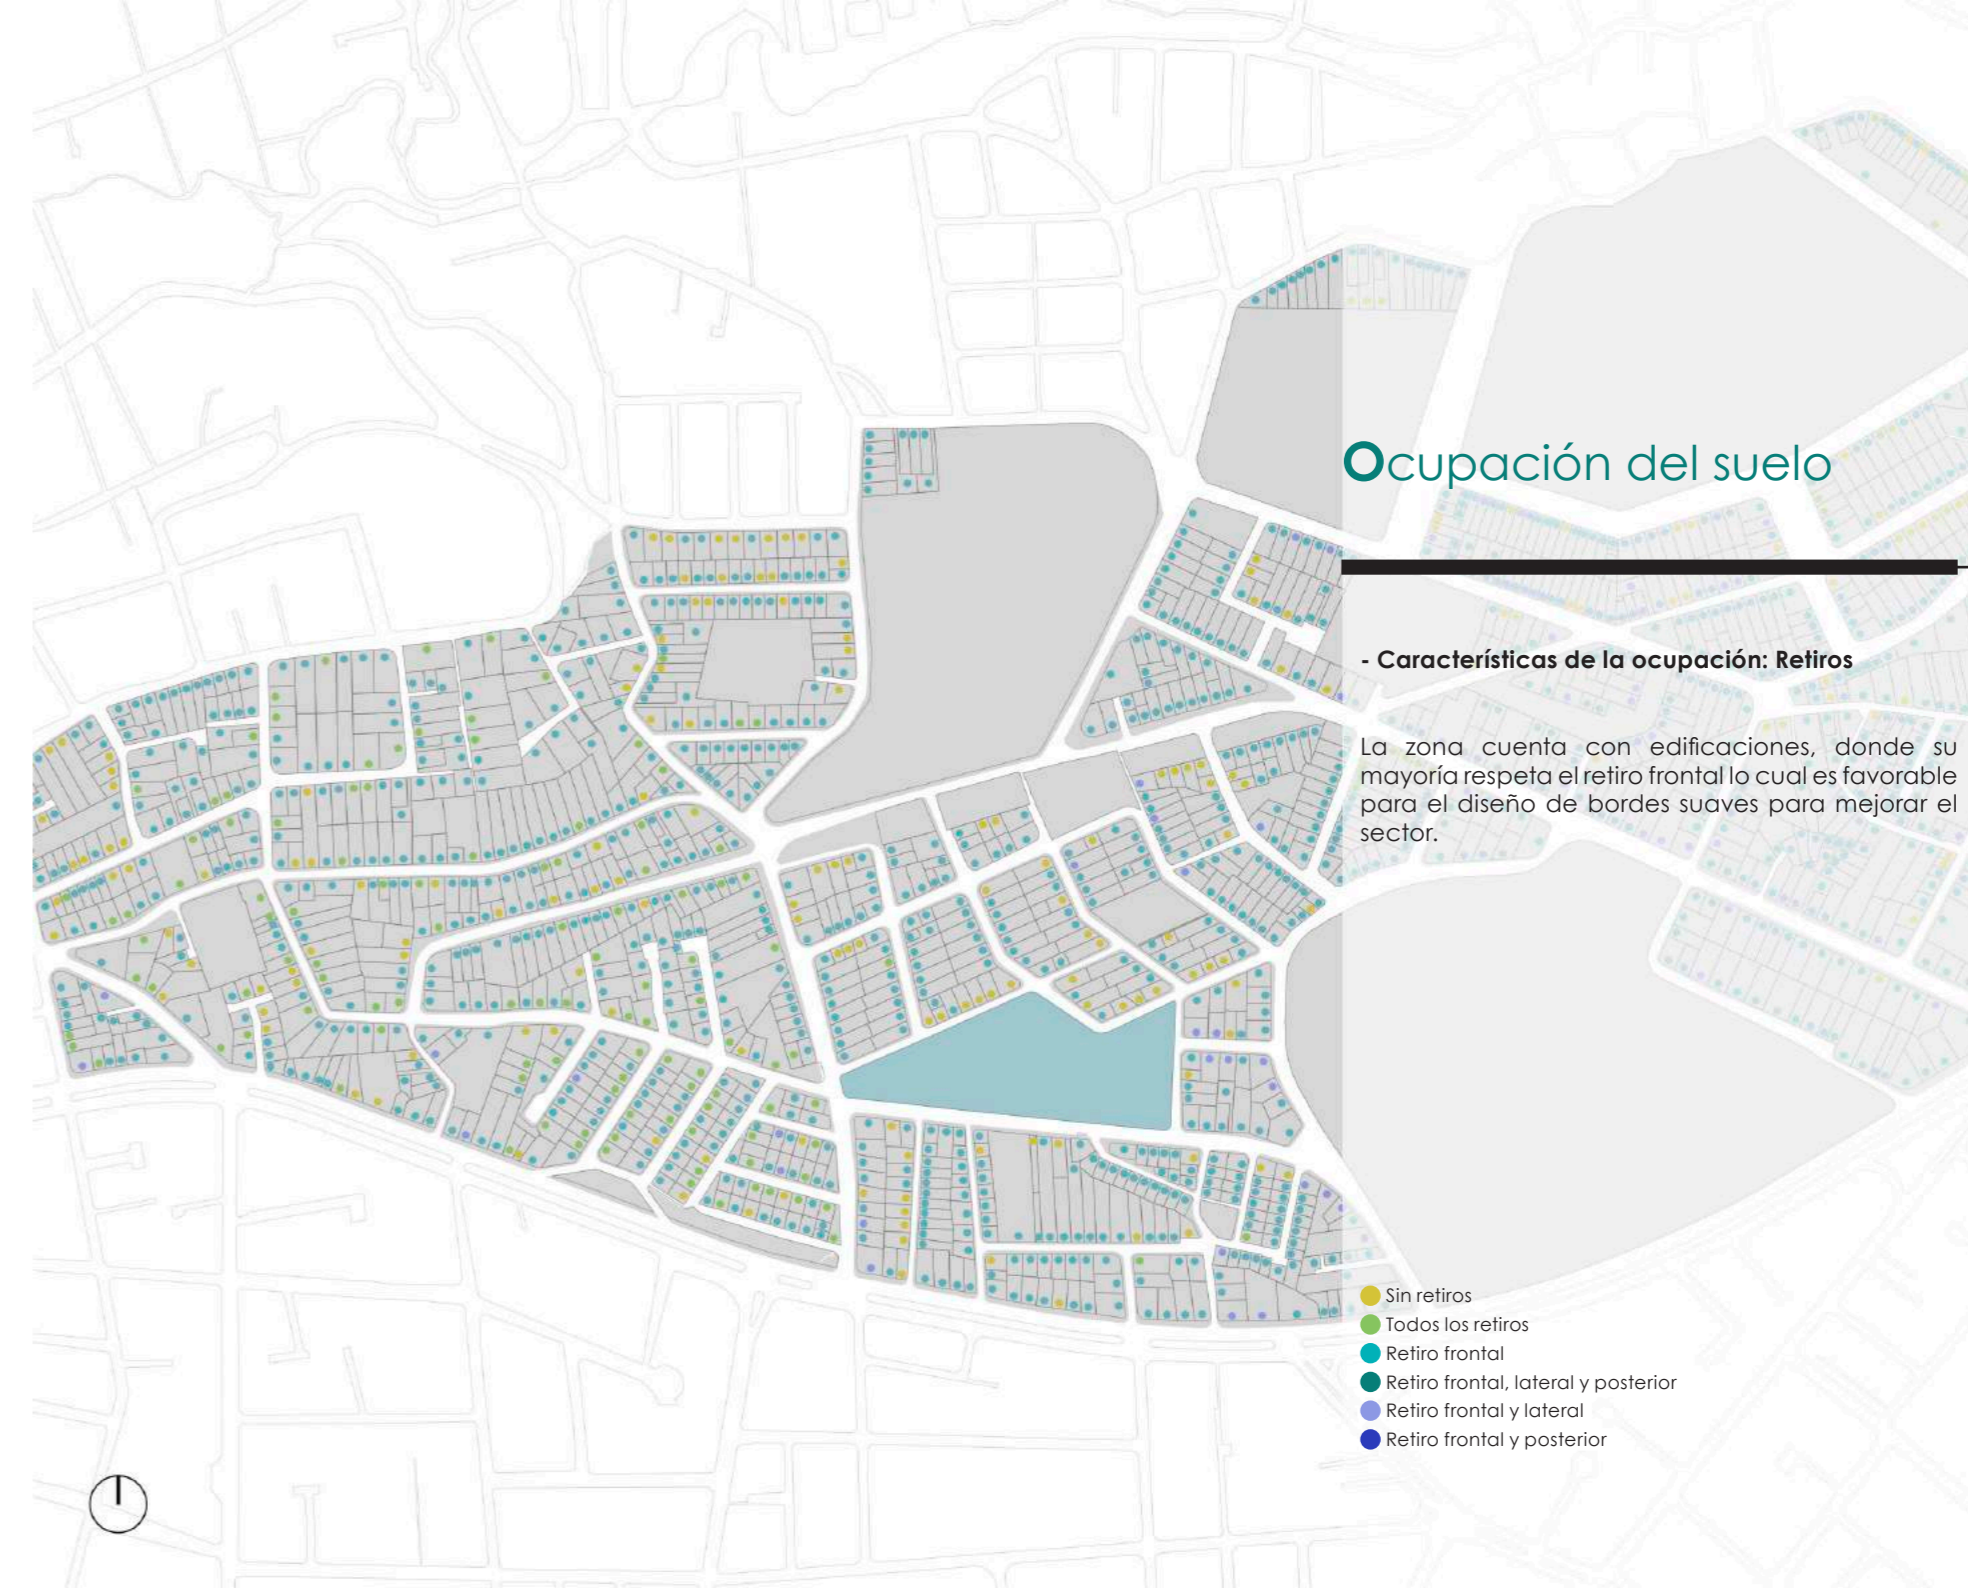 Ocupación del suelo
- Características de la ocupación: Retiros
La zona cuenta con edificaciones, donde su
mayoría respeta el retiro frontal lo cual es favorable
para el diseño de bordes suaves para mejorar el
sector.
Sin retiros
Todos los retiros
Retiro frontal
Retiro frontal, lateral y posterior
Retiro frontal y lateral
Retiro frontal y posterior